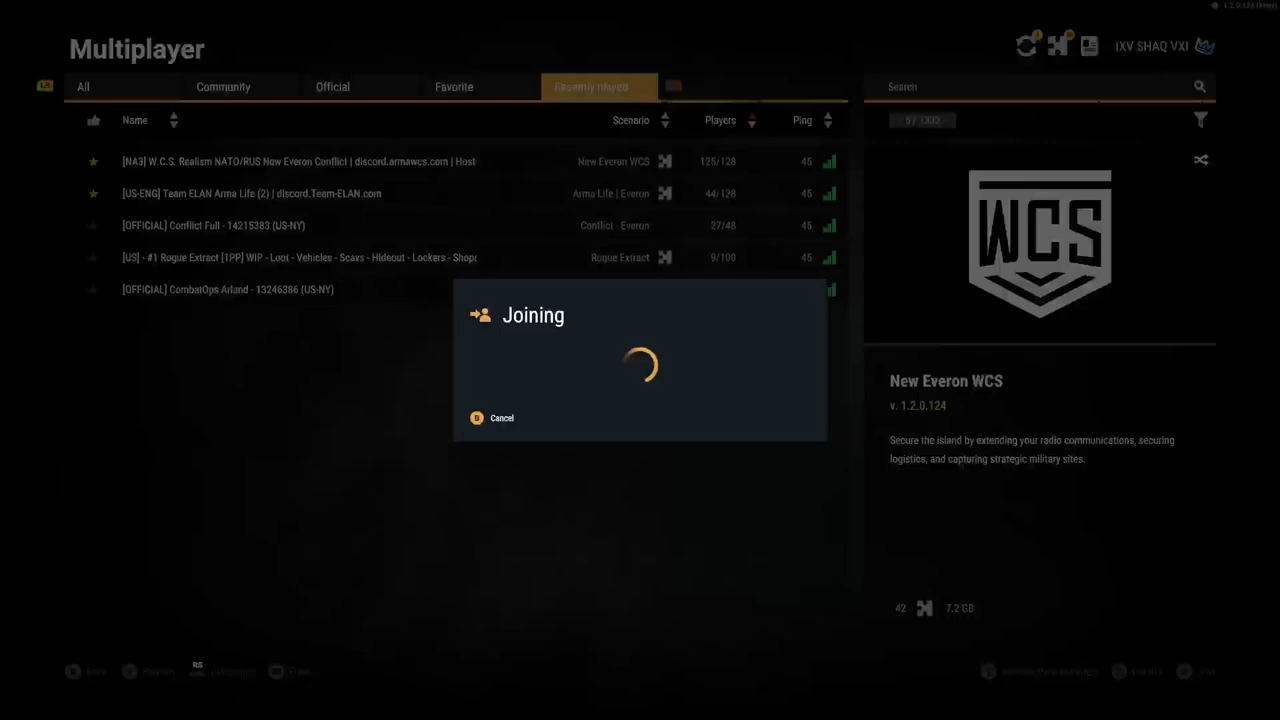 Multiplayer
IXV SHAQ VXI
All
Community
Official
Favorite
Recently played
Search
Name
Scenario
Players
Ping
[NA3] W.C.S. Realism NATO/RUS New Everon Conflict | discord.armawcs.com | Host
New Everon WCS
125/128
45
[US-ENG] Team ELAN Arma Life (2) | discord.Team-ELAN.com
Arma Life | Everon
44/128
45
[OFFICIAL] Conflict Full - 14215383 (US-NY)
Conflict - Everon
27/48
45
[US] - #1 Rogue Extract [1PP] WIP - Loot - Vehicles - Scavs - Hideout - Lockers - Shops
Rogue Extract
9/100
45
[OFFICIAL] CombatOps Arland - 13246386 (US-NY)
WCS
Joining
B Cancel
New Everon WCS
v. 1.2.0.124
Secure the island by extending your radio communications, securing
logistics, and capturing strategic military sites.
42
7.2 GB
RS